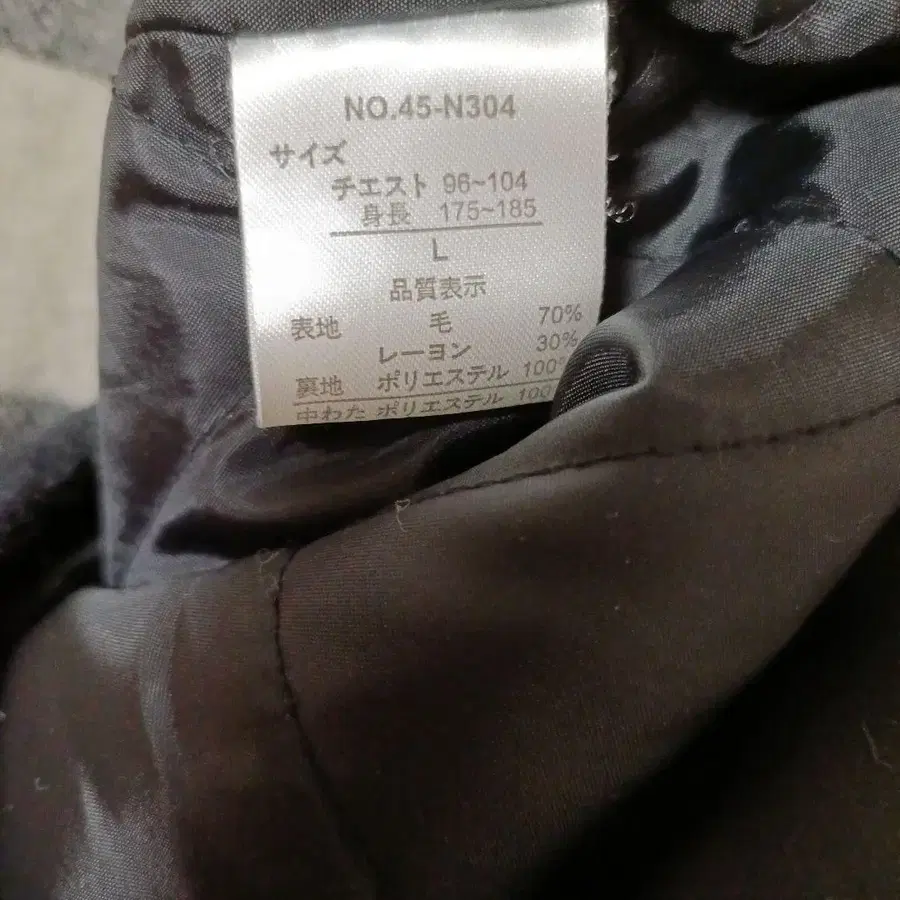 NO.45-N304
サイズ
チエスト 96~104
身長 175~185
L
品質表示
表地 毛 70%
レーヨン 30%
裏地 ポリエステル 100%
中わた ポリエステル 100